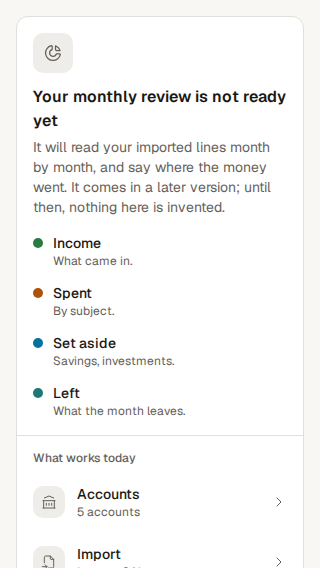 Your monthly review is not ready
yet
It will read your imported lines month
by month, and say where the money
went. It comes in a later version; until
then, nothing here is invented.
Income
What came in.
Spent
By subject.
Set aside
Savings, investments.
Left
What the month leaves.
What works today
Accounts
5 accounts
Import